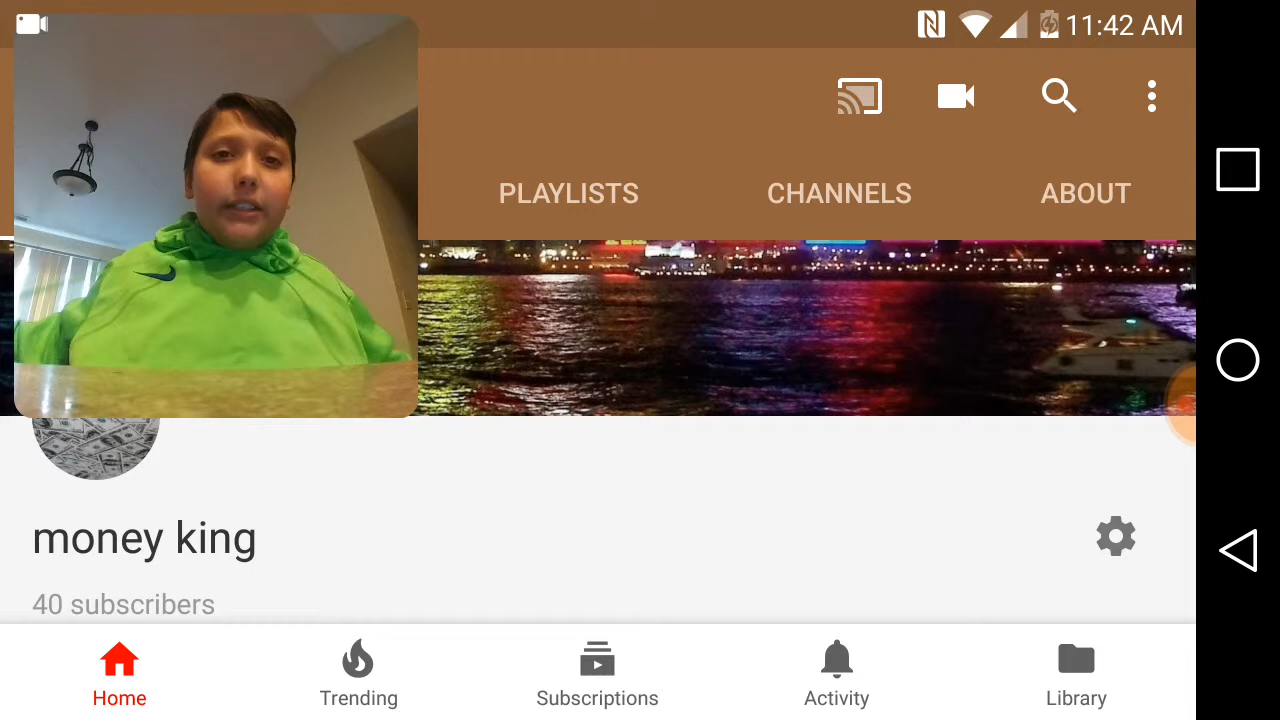 11:42 AM
PLAYLISTS CHANNELS ABOUT
money king
40 subscribers
Home Trending Subscriptions Activity Library